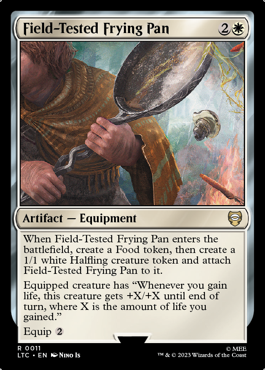 Field-Tested Frying Pan 2
Artifact — Equipment
When Field-Tested Frying Pan enters the
battlefield, create a Food token, then create a
1/1 white Halfling creature token and attach
Field-Tested Frying Pan to it.
Equipped creature has “Whenever you gain
life, this creature gets +X/+X until end of
turn, where X is the amount of life you
gained.”
Equip 2
R 0011 © MEE
LTC • EN Nino Is ™ & © 2023 Wizards of the Coast